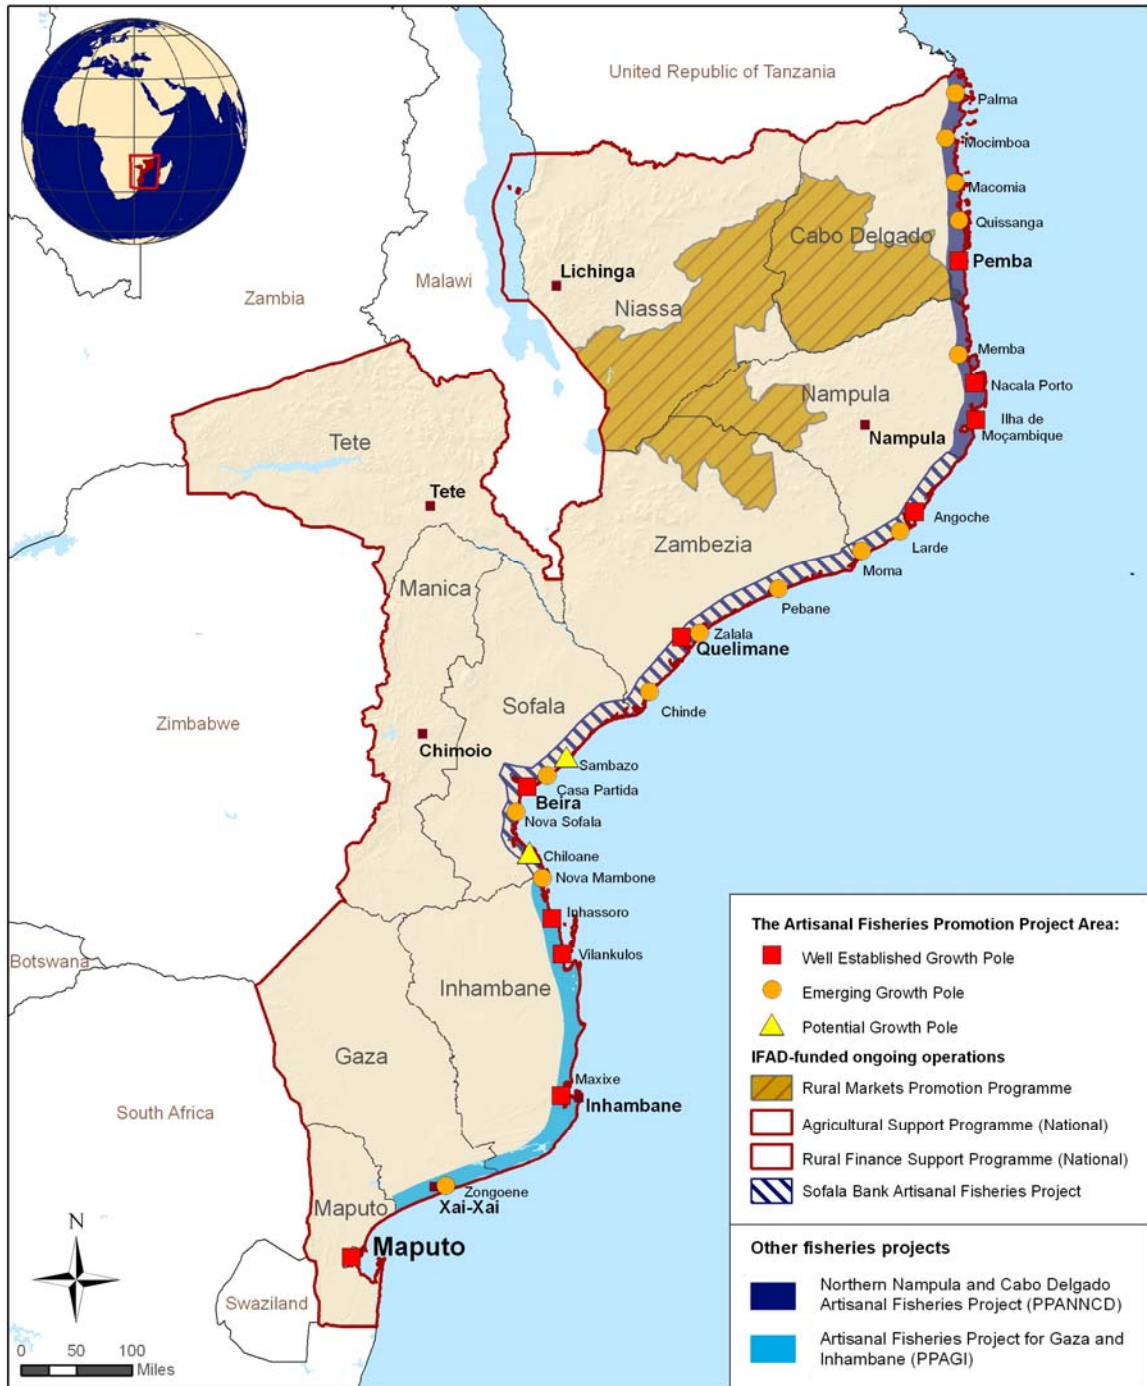 United Republic of Tanzania
Palma
Mocimboa
Macomia
Quissanga
Cabo Delgado
Pemba
Lichinga
Malawi
Zambia
Niassa
Memba
Nacala Porto
Nampula
Ilha de
Moçambique
Nampula
Tete
Tete
Angoche
Larde
Zambezia
Moma
Manica
Pebane
Zalala
Quelimane
Sofala
Chinde
Zimbabwe
Chimoio
Sambazo
Casa Partida
Beira
Nova Sofala
Chiloane
Nova Mambone
Inhassoro
Vilankulos
Botswana
Inhambane
Gaza
Maxixe
Inhambane
South Africa
Zongoene
Xai-Xai
Maputo
Maputo
Swaziland
N
0 25 50 100
Miles
The Artisanal Fisheries Promotion Project Area:
Well Established Growth Pole
Emerging Growth Pole
Potential Growth Pole
IFAD-funded ongoing operations
Rural Markets Promotion Programme
Agricultural Support Programme (National)
Rural Finance Support Programme (National)
Sofala Bank Artisanal Fisheries Project
Other fisheries projects
Northern Nampula and Cabo Delgado
Artisanal Fisheries Project (PPANNCD)
Artisanal Fisheries Project for Gaza and
Inhambane (PPAGI)